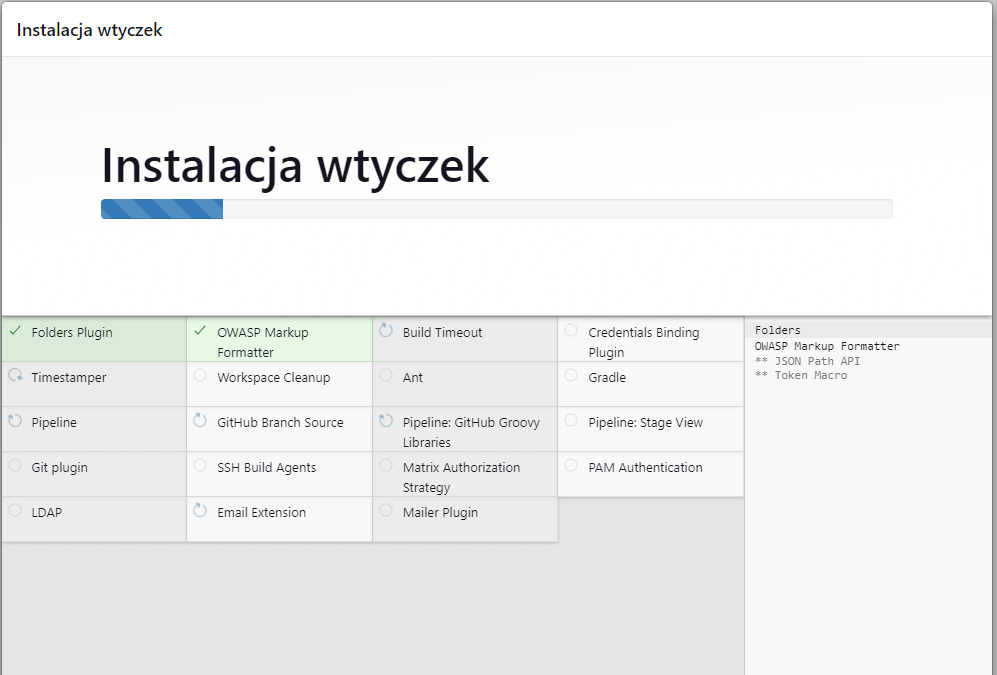 Instalacja wtyczek
Instalacja wtyczek
Folders Plugin
OWASP Markup
Formatter
Build Timeout
Credentials Binding
Plugin
Timestamper
Workspace Cleanup
Ant
Gradle
Pipeline
GitHub Branch Source
Pipeline: GitHub Groovy
Libraries
Pipeline: Stage View
Git plugin
SSH Build Agents
Matrix Authorization
Strategy
PAM Authentication
LDAP
Email Extension
Mailer Plugin
Folders
OWASP Markup Formatter
** JSON Path API
** Token Macro